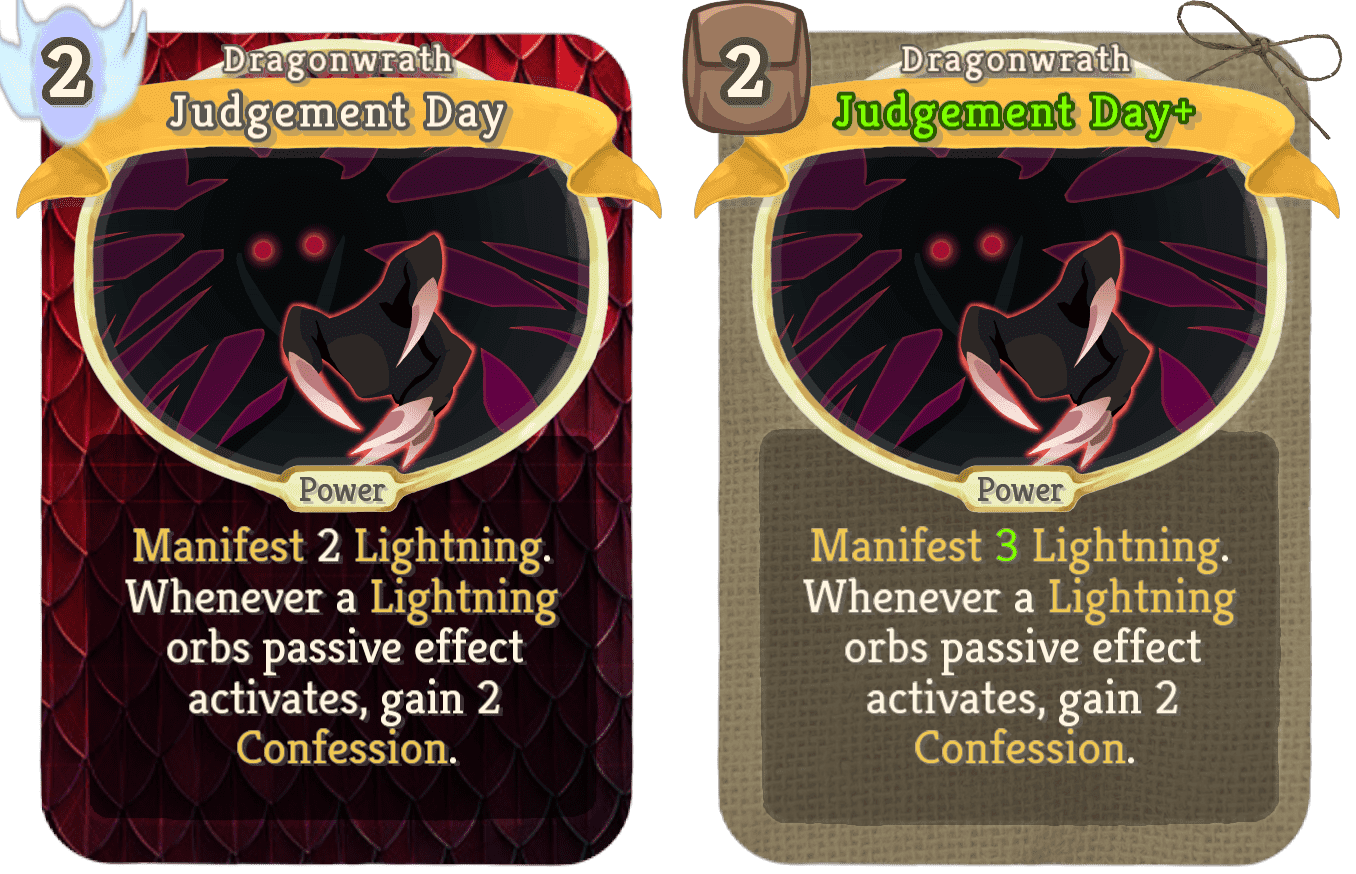 2
Dragonwrath
Judgement Day
Power
Manifest 2 Lightning.
Whenever a Lightning
orbs passive effect
activates, gain 2
Confession.
2
Dragonwrath
Judgement Day+
Power
Manifest 3 Lightning.
Whenever a Lightning
orbs passive effect
activates, gain 2
Confession.